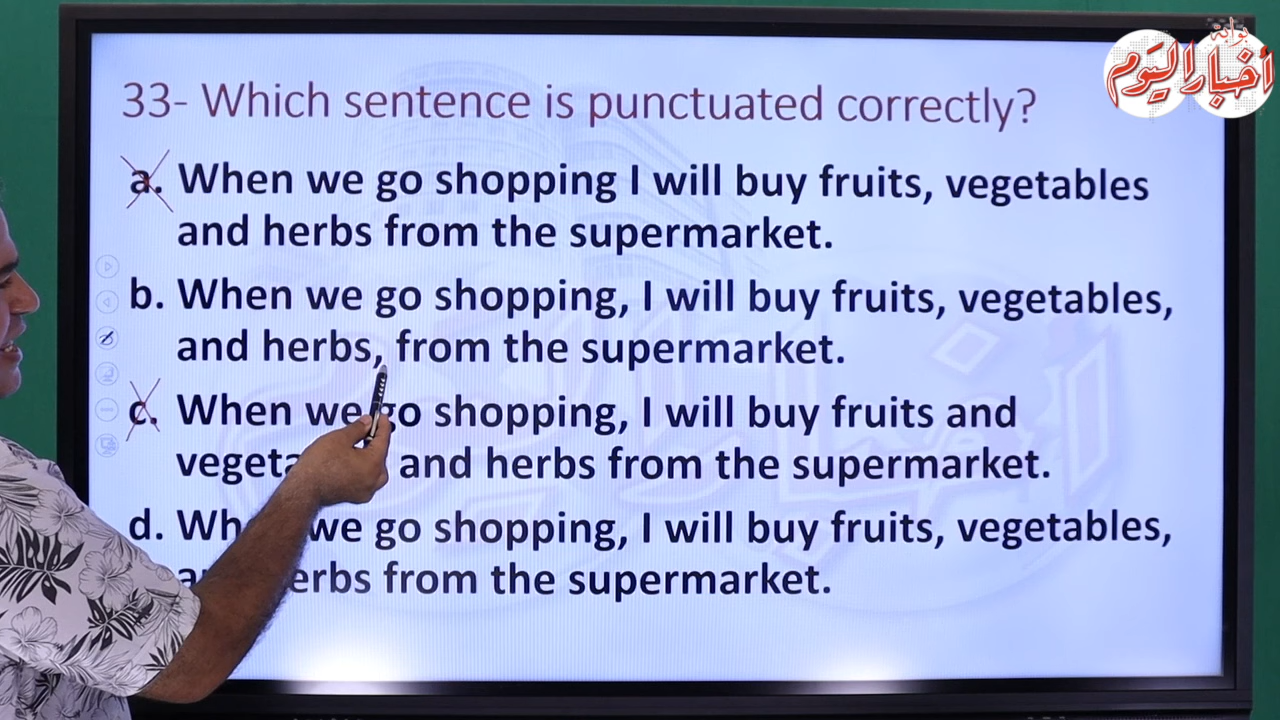 بوابة
أخبار اليوم
33- Which sentence is punctuated correctly?
a. When we go shopping I will buy fruits, vegetables
and herbs from the supermarket.
b. When we go shopping, I will buy fruits, vegetables,
and herbs, from the supermarket.
c. When we go shopping, I will buy fruits and
and herbs from the supermarket.
d. we go shopping, I will buy fruits, vegetables,
from the supermarket.